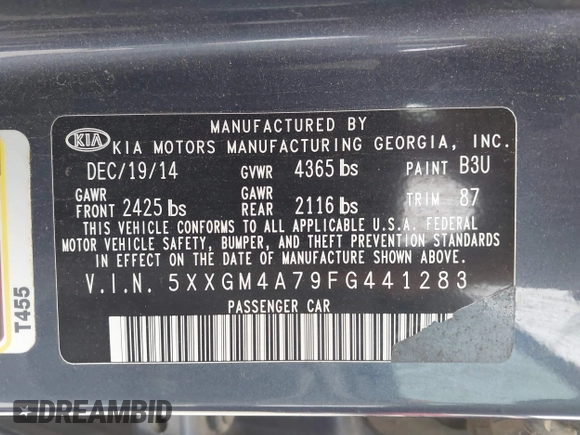 MANUFACTURED BY
KIA KIA MOTORS MANUFACTURING GEORGIA, INC.
DEC/19/14 GVWR 4365 lbs PAINT B3U
GAWR FRONT 2425 lbs GAWR REAR 2116 lbs TRIM 87
THIS VEHICLE CONFORMS TO ALL APPLICABLE U.S.A. FEDERAL
MOTOR VEHICLE SAFETY, BUMPER, AND THEFT PREVENTION STANDARDS
IN EFFECT ON THE DATE OF MANUFACTURE SHOWN ABOVE.
V.I.N. 5XXGM4A79FG441283
PASSENGER CAR
T455
DREAMBID